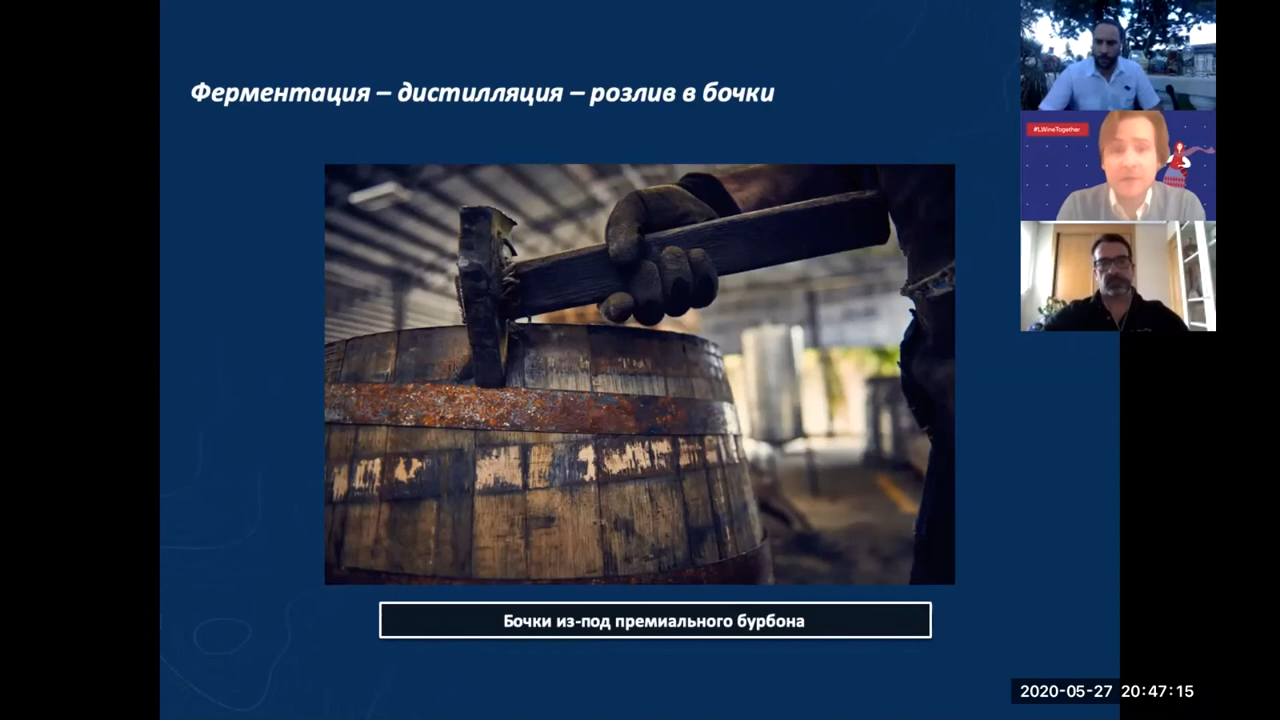 Ферментация – дистилляция – розлив в бочки
#LWineTogether
Бочки из-под премиального бурбона
2020-05-27 20:47:15